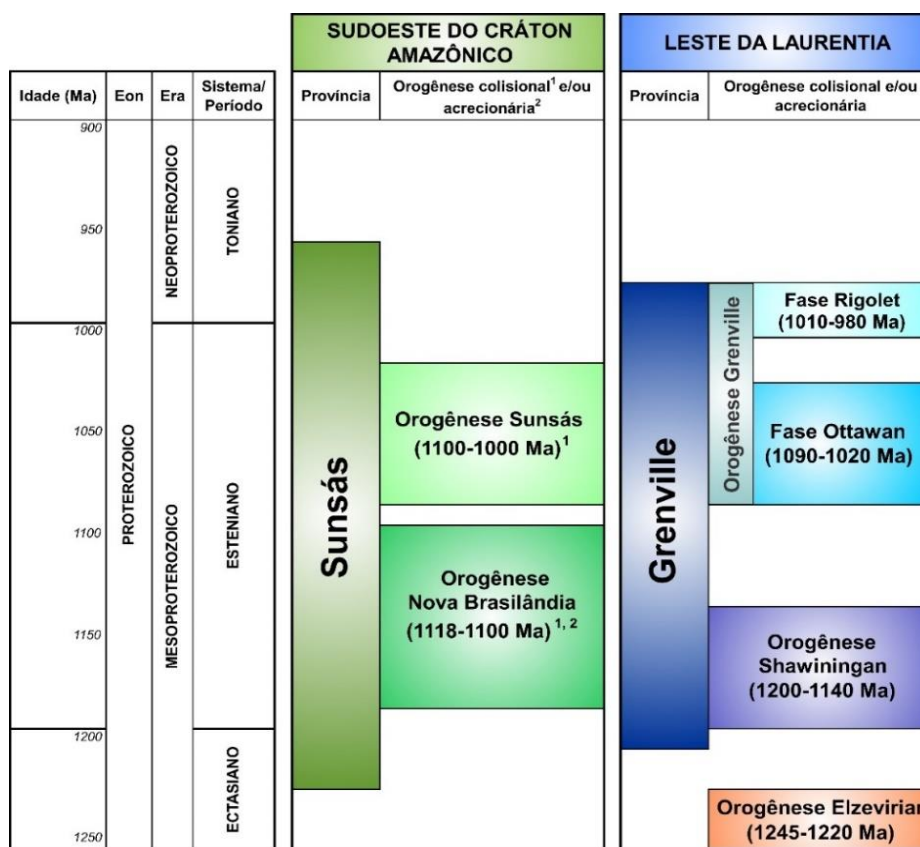 SUDOESTE DO CRÁTON
AMAZÔNICO
LESTE DA LAURENTIA
Idade (Ma)
Eon
Era
Sistema/
Período
Província
Orogênese colisional¹ e/ou
acrecionária²
Província
Orogênese colisional e/ou
acrecionária
900
950
1000
1050
1100
1150
1200
1250
PROTEROZOICO
NEOPROTEROZOICO
MESOPROTEROZOICO
TONIANO
ESTENIANO
ECTASIANO
Sunsás
Orogênese Sunsás
(1100-1000 Ma)¹
Orogênese
Nova Brasilândia
(1118-1100 Ma)¹˒ ²
Grenville
Orogênese Grenville
Fase Rigolet
(1010-980 Ma)
Fase Ottawan
(1090-1020 Ma)
Orogênese
Shawiningan
(1200-1140 Ma)
Orogênese Elzevirian
(1245-1220 Ma)